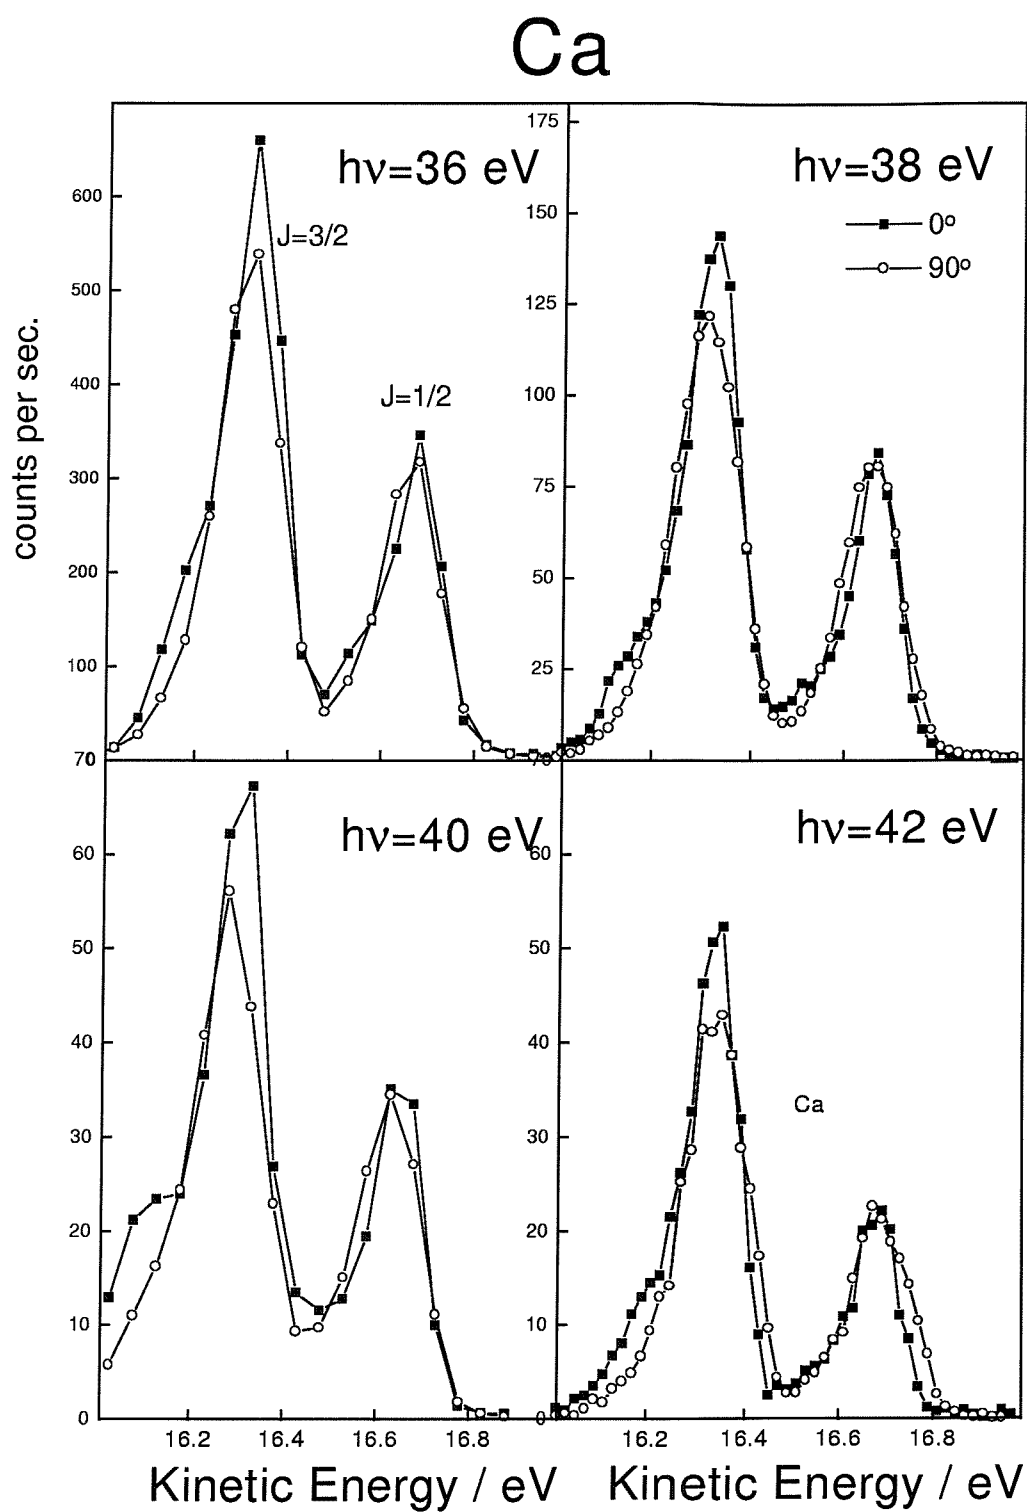 Ca
hν=36 eV
J=3/2
J=1/2
600
500
400
300
200
100
counts per sec.
hν=38 eV
0º
90º
175
150
125
100
75
50
25
hν=40 eV
70
60
50
40
30
20
10
0
16.2 16.4 16.6 16.8
Kinetic Energy / eV
hν=42 eV
Ca
60
50
40
30
20
10
0
16.2 16.4 16.6 16.8
Kinetic Energy / eV